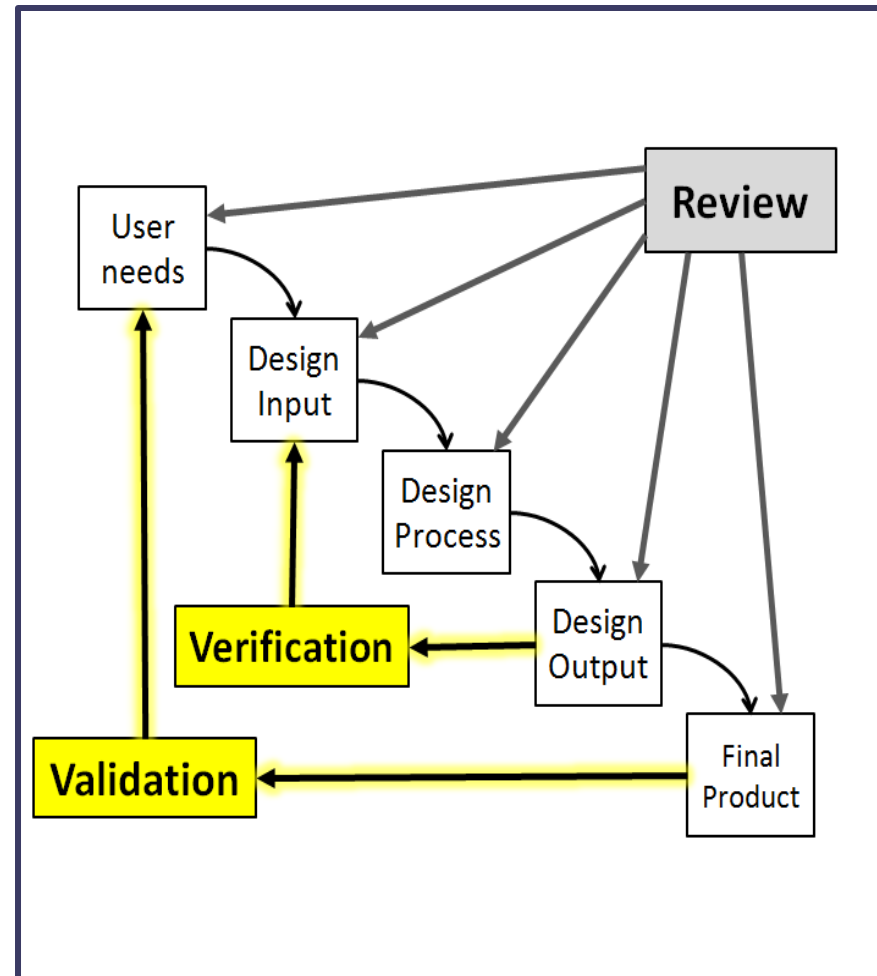 Review
User
needs
Design
Input
Design
Process
Design
Output
Verification
Final
Product
Validation